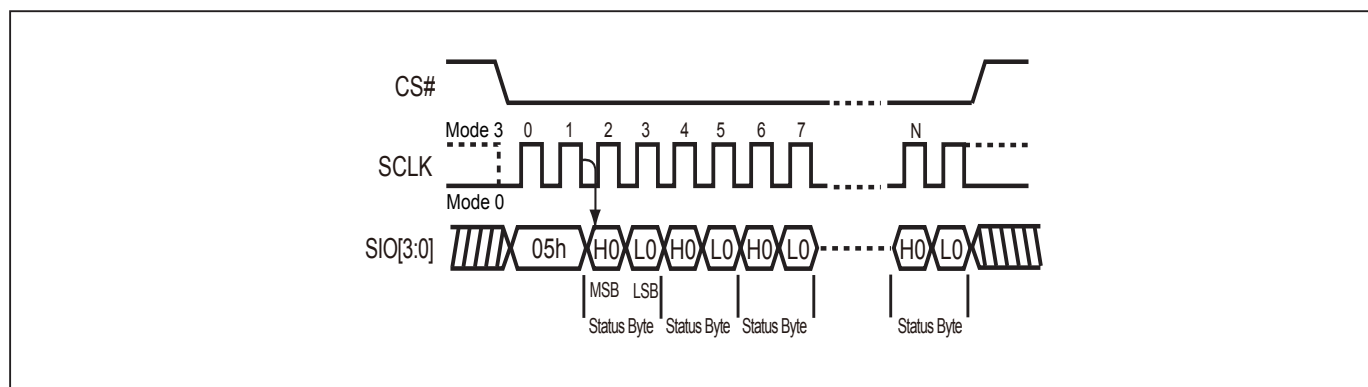 CS#
Mode 3 0 1 2 3 4 5 6 7 N
SCLK
Mode 0
SIO[3:0] 05h H0 L0 H0 L0 H0 L0 H0 L0
MSB LSB
Status Byte Status Byte Status Byte Status Byte